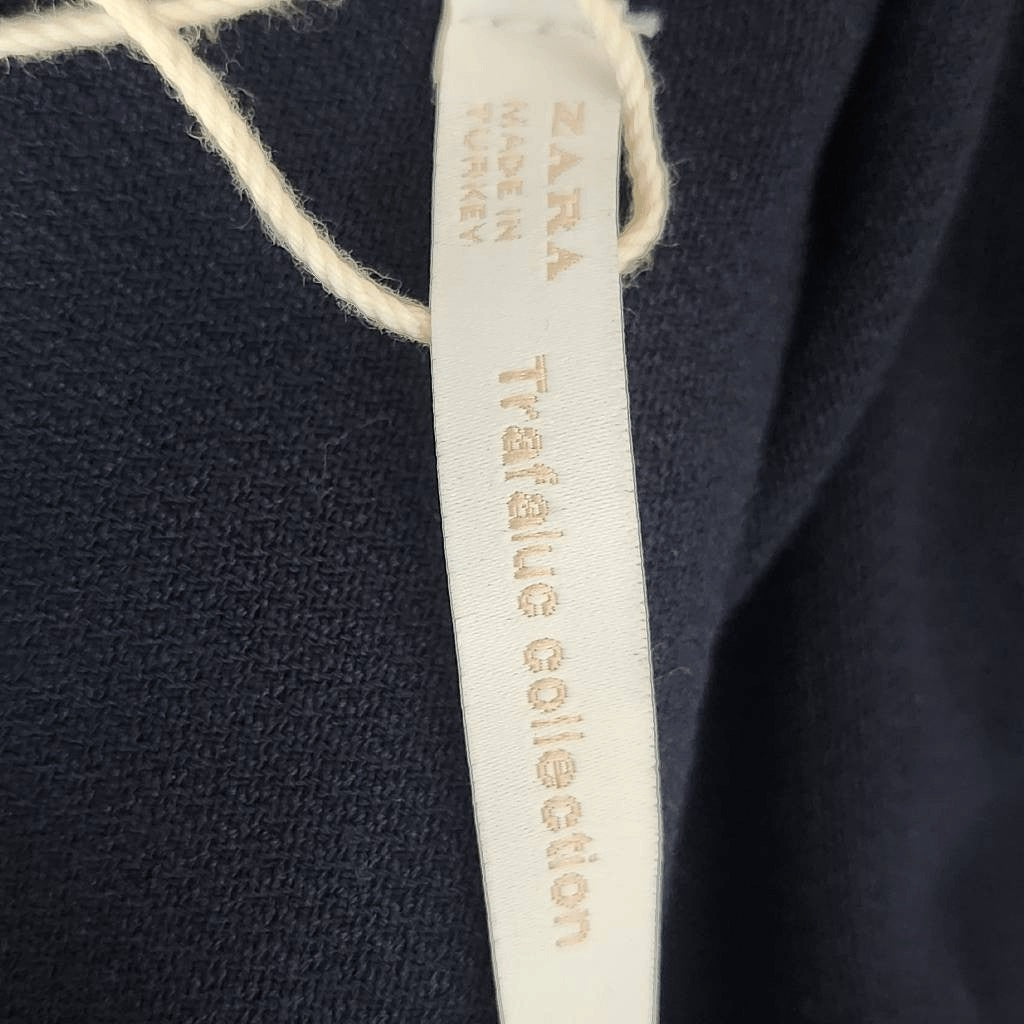 ZARA
MADE IN
TURKEY
Trafaluc collection